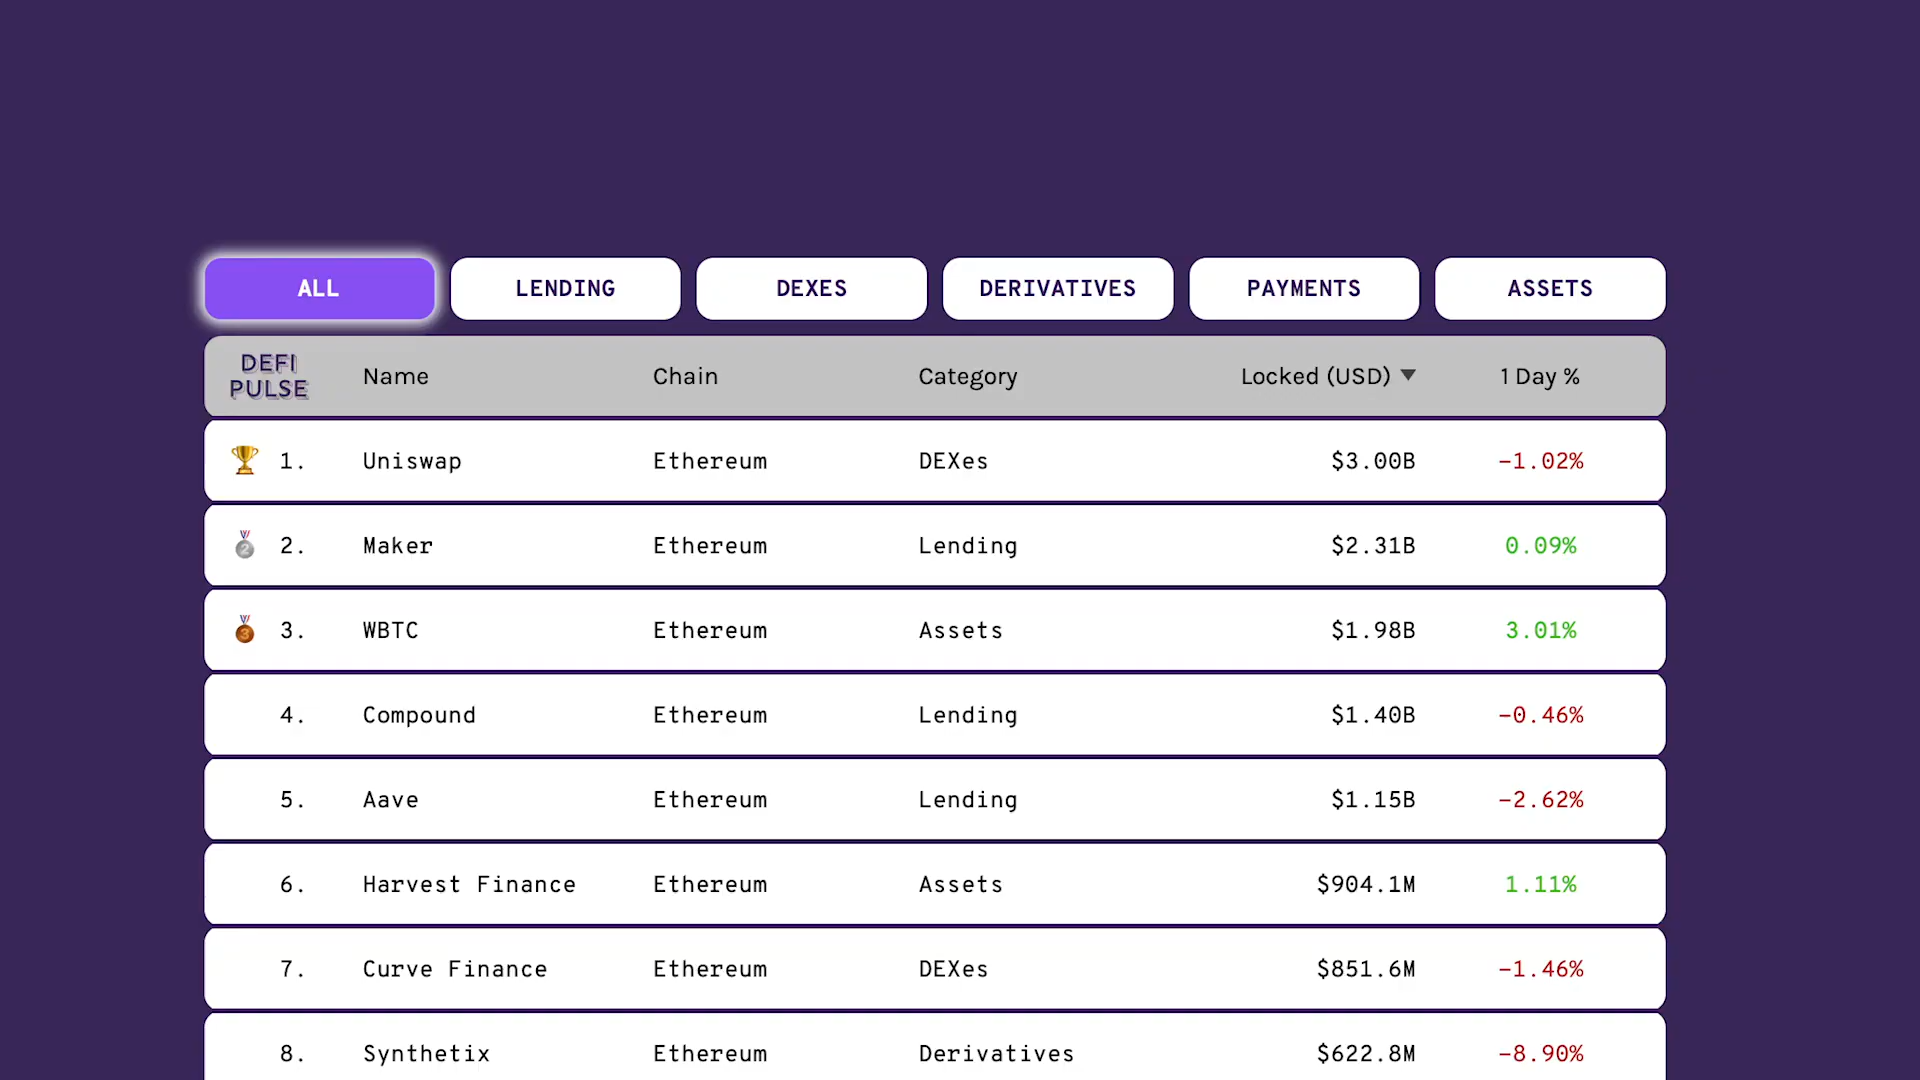 ALL LENDING DEXES DERIVATIVES PAYMENTS ASSETS
DEFI PULSE Name Chain Category Locked (USD) ▼ 1 Day %
1. Uniswap Ethereum DEXes $3.00B -1.02%
2. Maker Ethereum Lending $2.31B 0.09%
3. WBTC Ethereum Assets $1.98B 3.01%
4. Compound Ethereum Lending $1.40B -0.46%
5. Aave Ethereum Lending $1.15B -2.62%
6. Harvest Finance Ethereum Assets $904.1M 1.11%
7. Curve Finance Ethereum DEXes $851.6M -1.46%
8. Synthetix Ethereum Derivatives $622.8M -8.90%